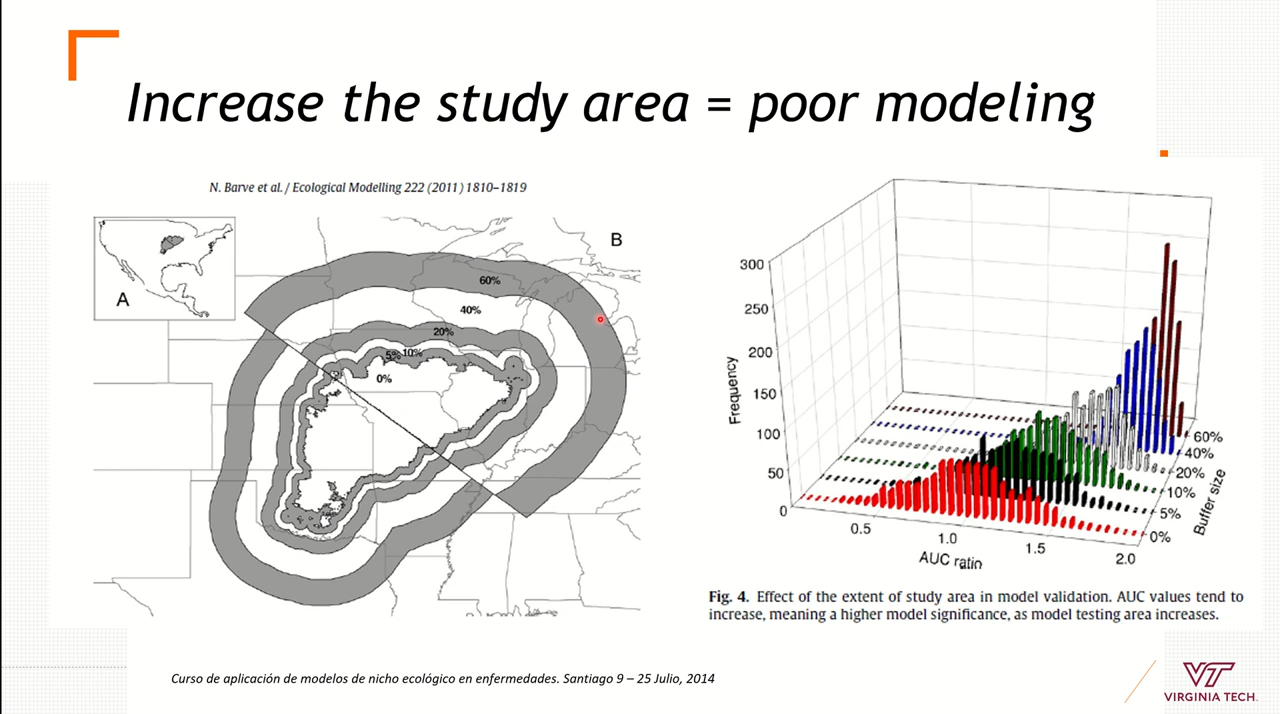 Increase the study area = poor modeling
N. Barve et al. / Ecological Modelling 222 (2011) 1810–1819
A
B
60%
40%
20%
5% 10%
0%
300
250
200
150
100
50
0
Frequency
0.5
1.0
1.5
2.0
AUC ratio
60%
40%
20%
10%
5%
0%
Buffer size
Fig. 4. Effect of the extent of study area in model validation. AUC values tend to
increase, meaning a higher model significance, as model testing area increases.
Curso de aplicación de modelos de nicho ecológico en enfermedades. Santiago 9 – 25 Julio, 2014
VT
VIRGINIA TECH.